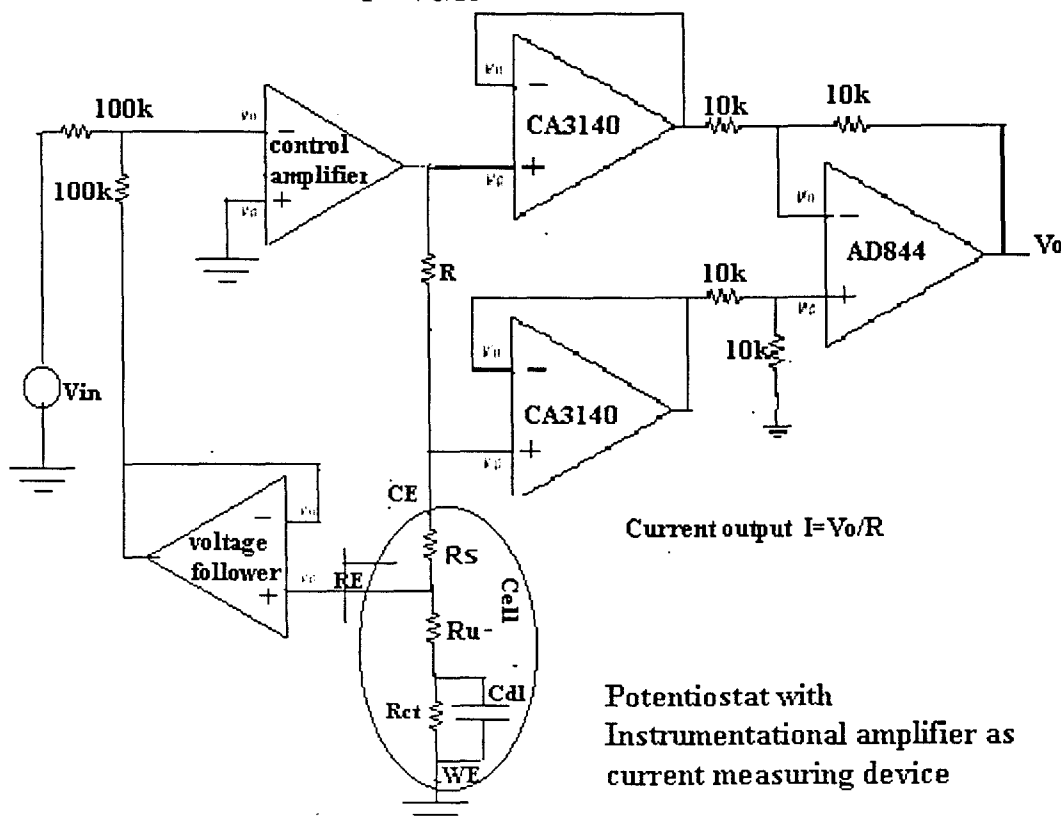 100k
100k
control
amplifier
CA3140
10k
10k
AD844
Vo
R
10k
10k
CA3140
Vin
CE
Current output I=Vo/R
voltage
follower
RE
Rs
Cell
Ru
Cdl
Rct
WE
Potentiostat with
Instrumentational amplifier as
current measuring device